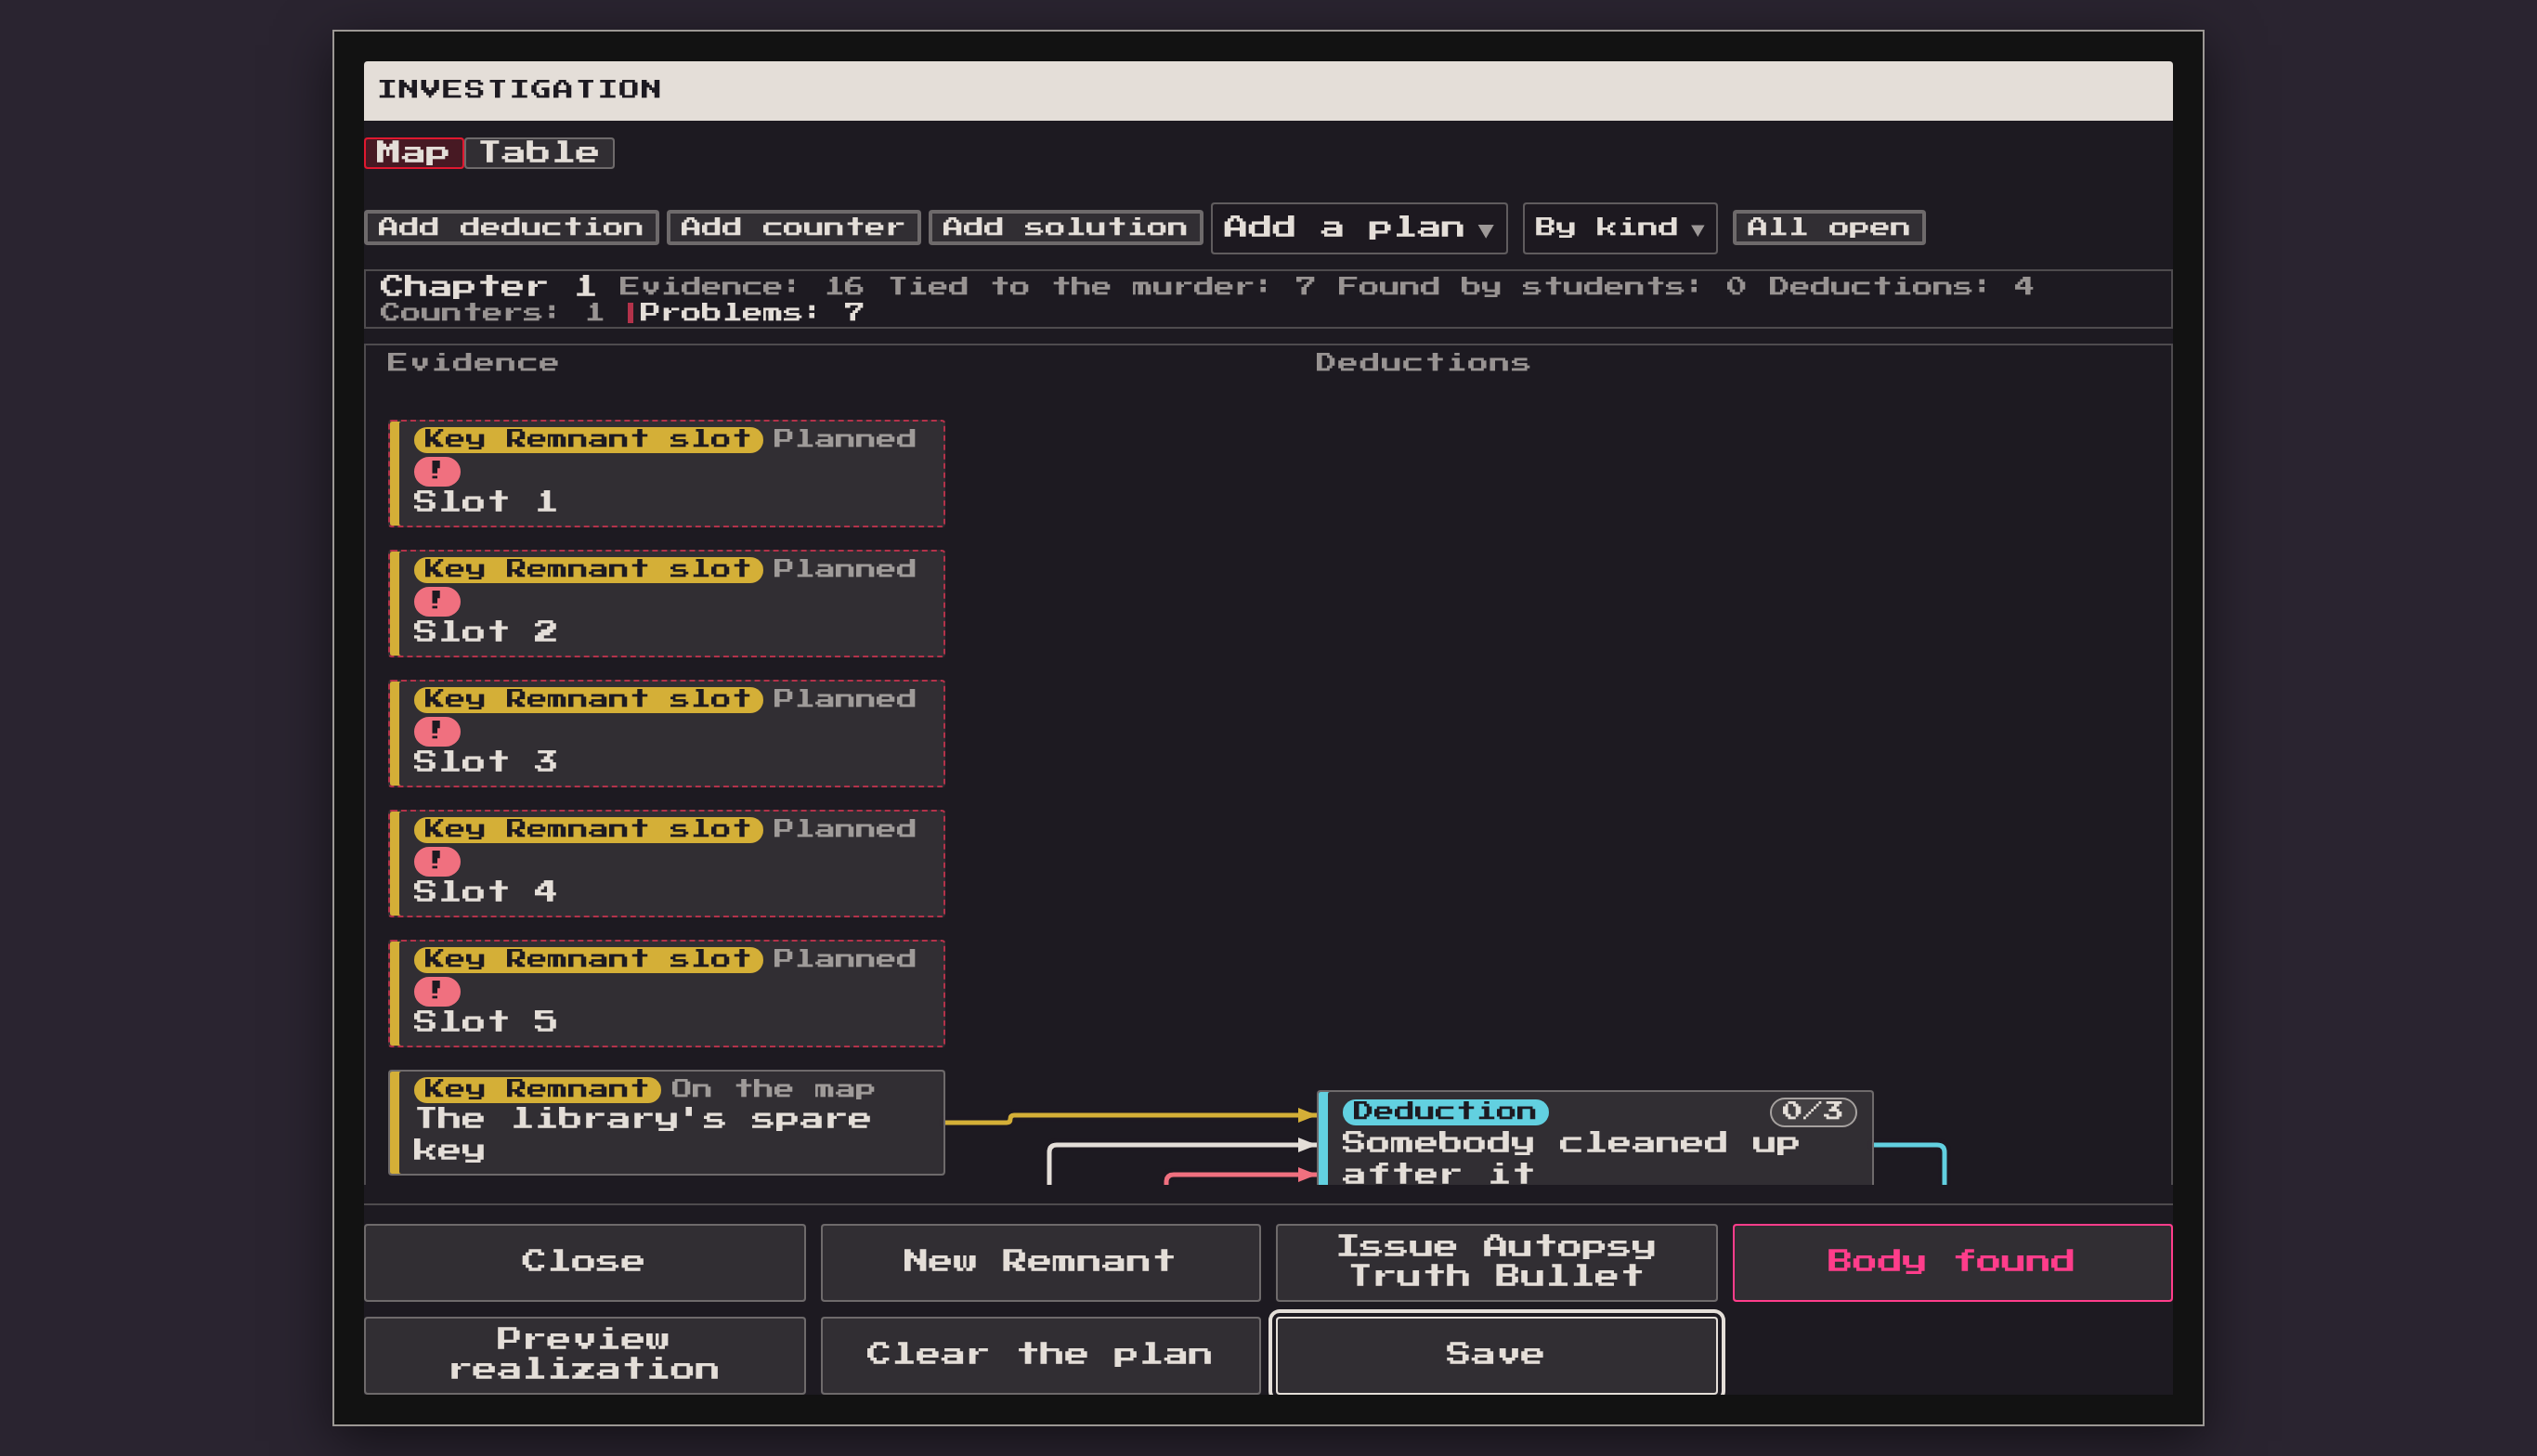 INVESTIGATION
Map Table
Add deduction Add counter Add solution Add a plan ▼ By kind ▼ All open
Chapter 1 Evidence: 16 Tied to the murder: 7 Found by students: 0 Deductions: 4
Counters: 1 Problems: 7
Evidence Deductions
Key Remnant slot Planned
!
Slot 1
Key Remnant slot Planned
!
Slot 2
Key Remnant slot Planned
!
Slot 3
Key Remnant slot Planned
!
Slot 4
Key Remnant slot Planned
!
Slot 5
Key Remnant On the map
The library's spare
key
Deduction 0/3
Somebody cleaned up
after it
Close
New Remnant
Issue Autopsy
Truth Bullet
Body found
Preview
realization
Clear the plan
Save